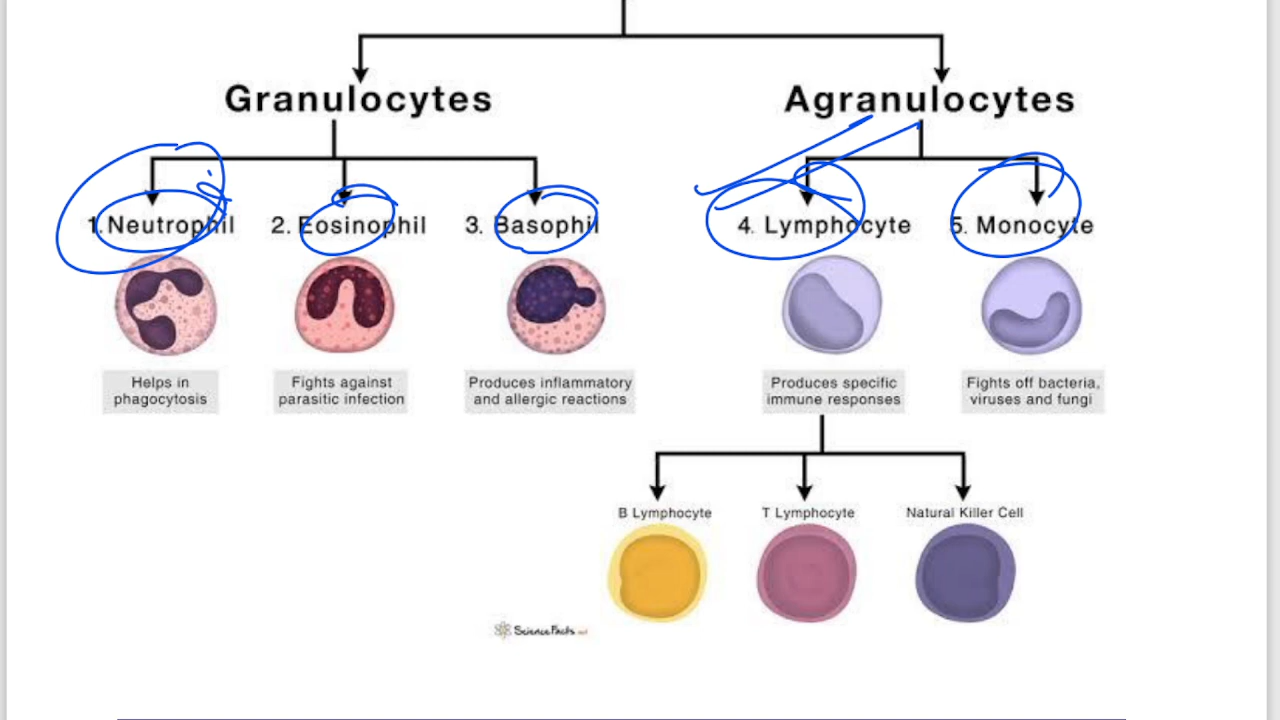 Granulocytes
Agranulocytes
1. Neutrophil
2. Eosinophil
3. Basophil
4. Lymphocyte
5. Monocyte
Helps in
phagocytosis
Fights against
parasitic infection
Produces inflammatory
and allergic reactions
Produces specific
immune responses
Fights off bacteria,
viruses and fungi
B Lymphocyte
T Lymphocyte
Natural Killer Cell
ScienceFacts.net